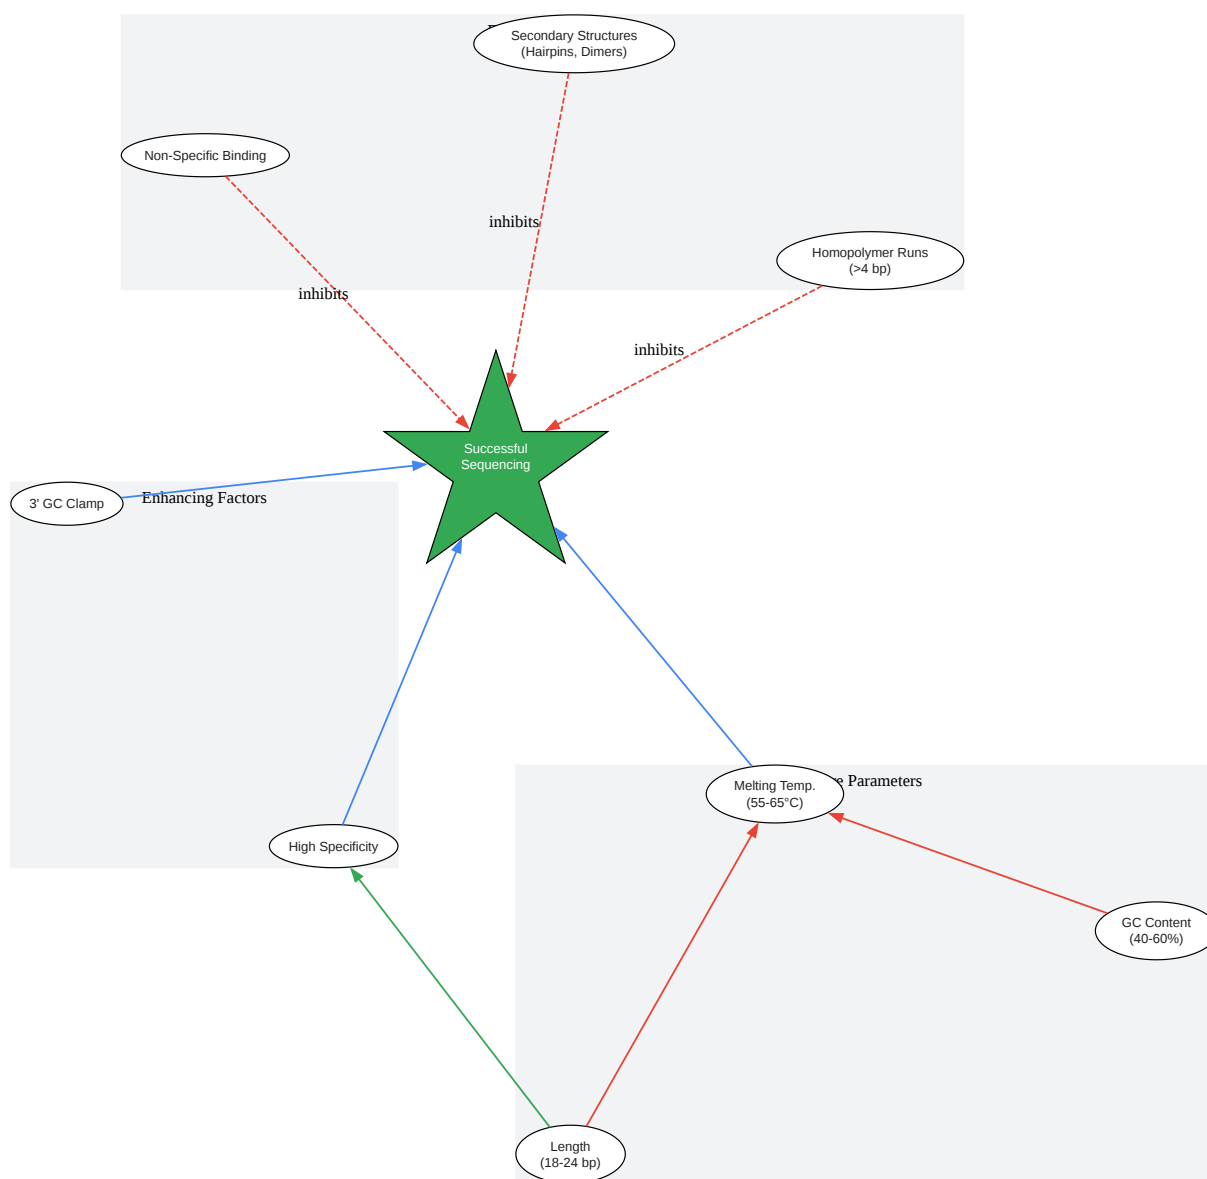 Secondary Structures
(Hairpins, Dimers)
Non-Specific Binding
inhibits
Homopolymer Runs
(>4 bp)
inhibits
inhibits
Successful
Sequencing
3' GC Clamp
Enhancing Factors
Parameters
Melting Temp.
(55-65°C)
High Specificity
GC Content
(40-60%)
Length
(18-24 bp)